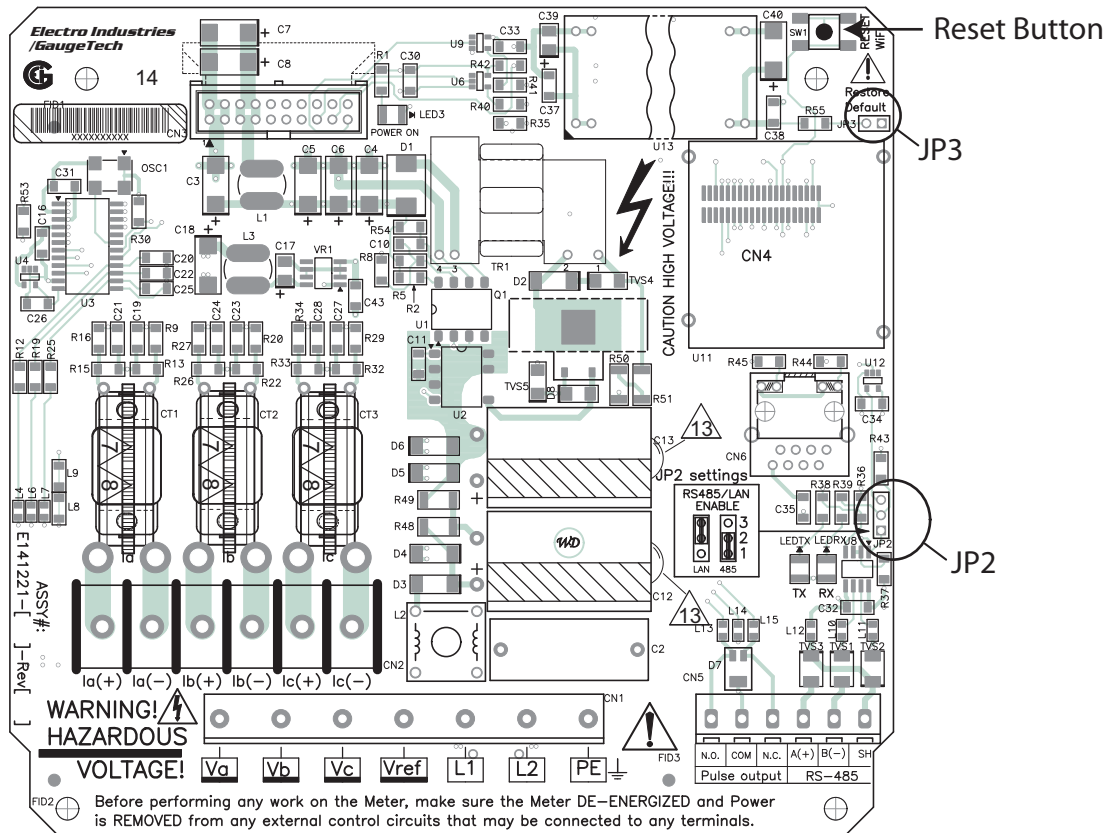 Electro Industries
/GaugeTech
14
C7
C8
R1
C30
U9
U6
C33
R42
R40
R35
R41
C39
C37
C40
SW1
RESET
WiFi
Reset Button
Restore
Default
C38
R55
JP3
JP3
FID1
XXXXXXXXXX
CN3
LED3
POWER ON
U13
OSC1
C31
R53
C16
U4
C26
U3
R30
C20
C22
C25
C3
L1
C5
C6
C4
D1
C18
L3
C17
VR1
C43
R54
C10
R8
R5
R2
4 3
TR1
2
1
D2
TVS4
CAUTION HIGH VOLTAGE!!!
CN4
U11
Q1
U1
C11
U2
TVS5
D8
R50
R51
R45
R44
U12
C34
R43
R12
R19
R25
R16
C21
C19
R9
R27
C24
C23
R20
R34
C28
C27
R29
R15
R13
R26
R22
R33
R32
CT1
CT2
CT3
D6
D5
R49
R48
D4
D3
C13
13
CN6
JP2 settings
RS485/LAN
ENABLE
3
2
1
LAN
485
C35
R38
R39
R36
JP2
JP2
LEDTX
LEDRX
U8
TX
RX
R37
C32
WD
C12
13
L9
L8
L4
L6
L7
E141221-[ ]-Rev[ ]
ASSY#:
Ia
Ib
Ic
L2
CN2
C2
L13
L14
L15
L12
L10
L11
TVS3
TVS1
TVS2
D7
CN5
Ia(+)
Ia(-)
Ib(+)
Ib(-)
Ic(+)
Ic(-)
CN1
WARNING!
HAZARDOUS
VOLTAGE!
Va
Vb
Vc
Vref
L1
L2
PE
FID3
N.O.
COM
N.C.
A(+)
B(-)
SH
Pulse output
RS-485
FID2
Before performing any work on the Meter, make sure the Meter DE-ENERGIZED and Power
is REMOVED from any external control circuits that may be connected to any terminals.